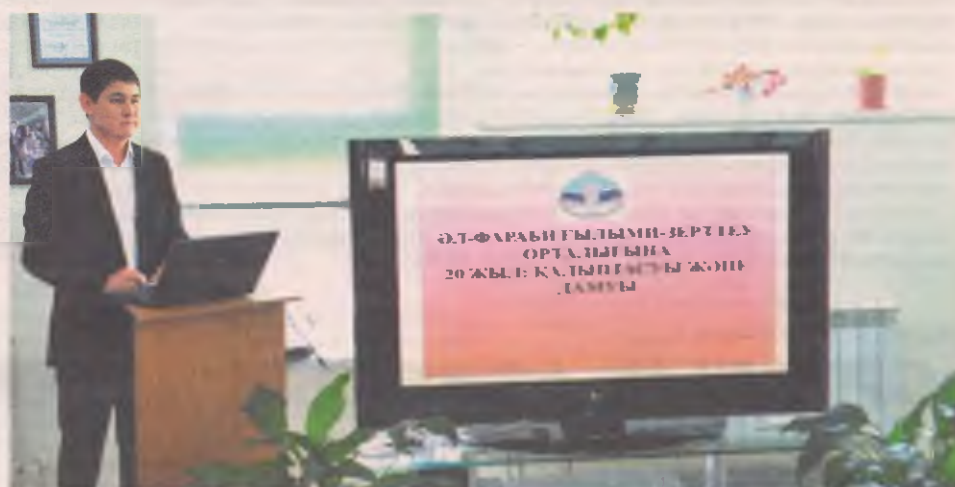 ӘЛ-ФАРАБИ ҒЫЛЫМИ-ЗЕРТТЕУ
ОРТАЛЫҒЫНА
20 ЖЫЛ: ҚАЛЫПТАСУЫ ЖӘНЕ
ДАМУЫ